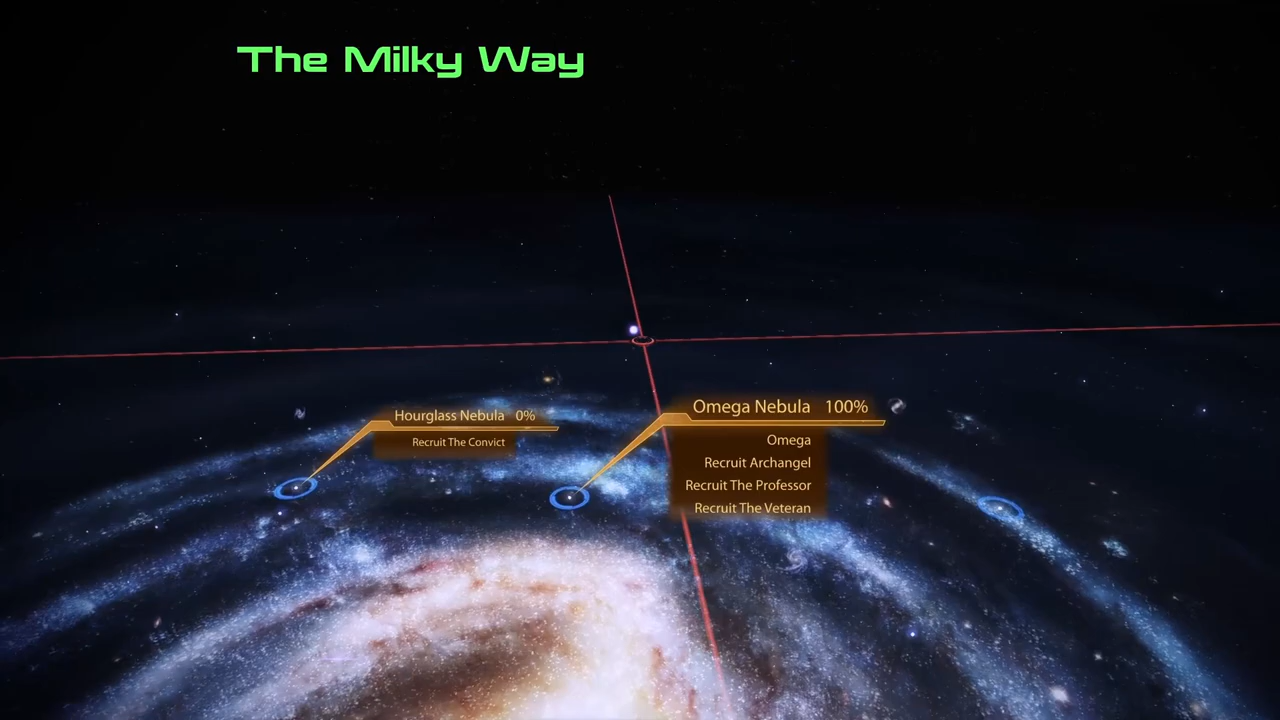 The Milky Way
Hourglass Nebula 0%
Recruit The Convict
Omega Nebula 100%
Omega
Recruit Archangel
Recruit The Professor
Recruit The Veteran